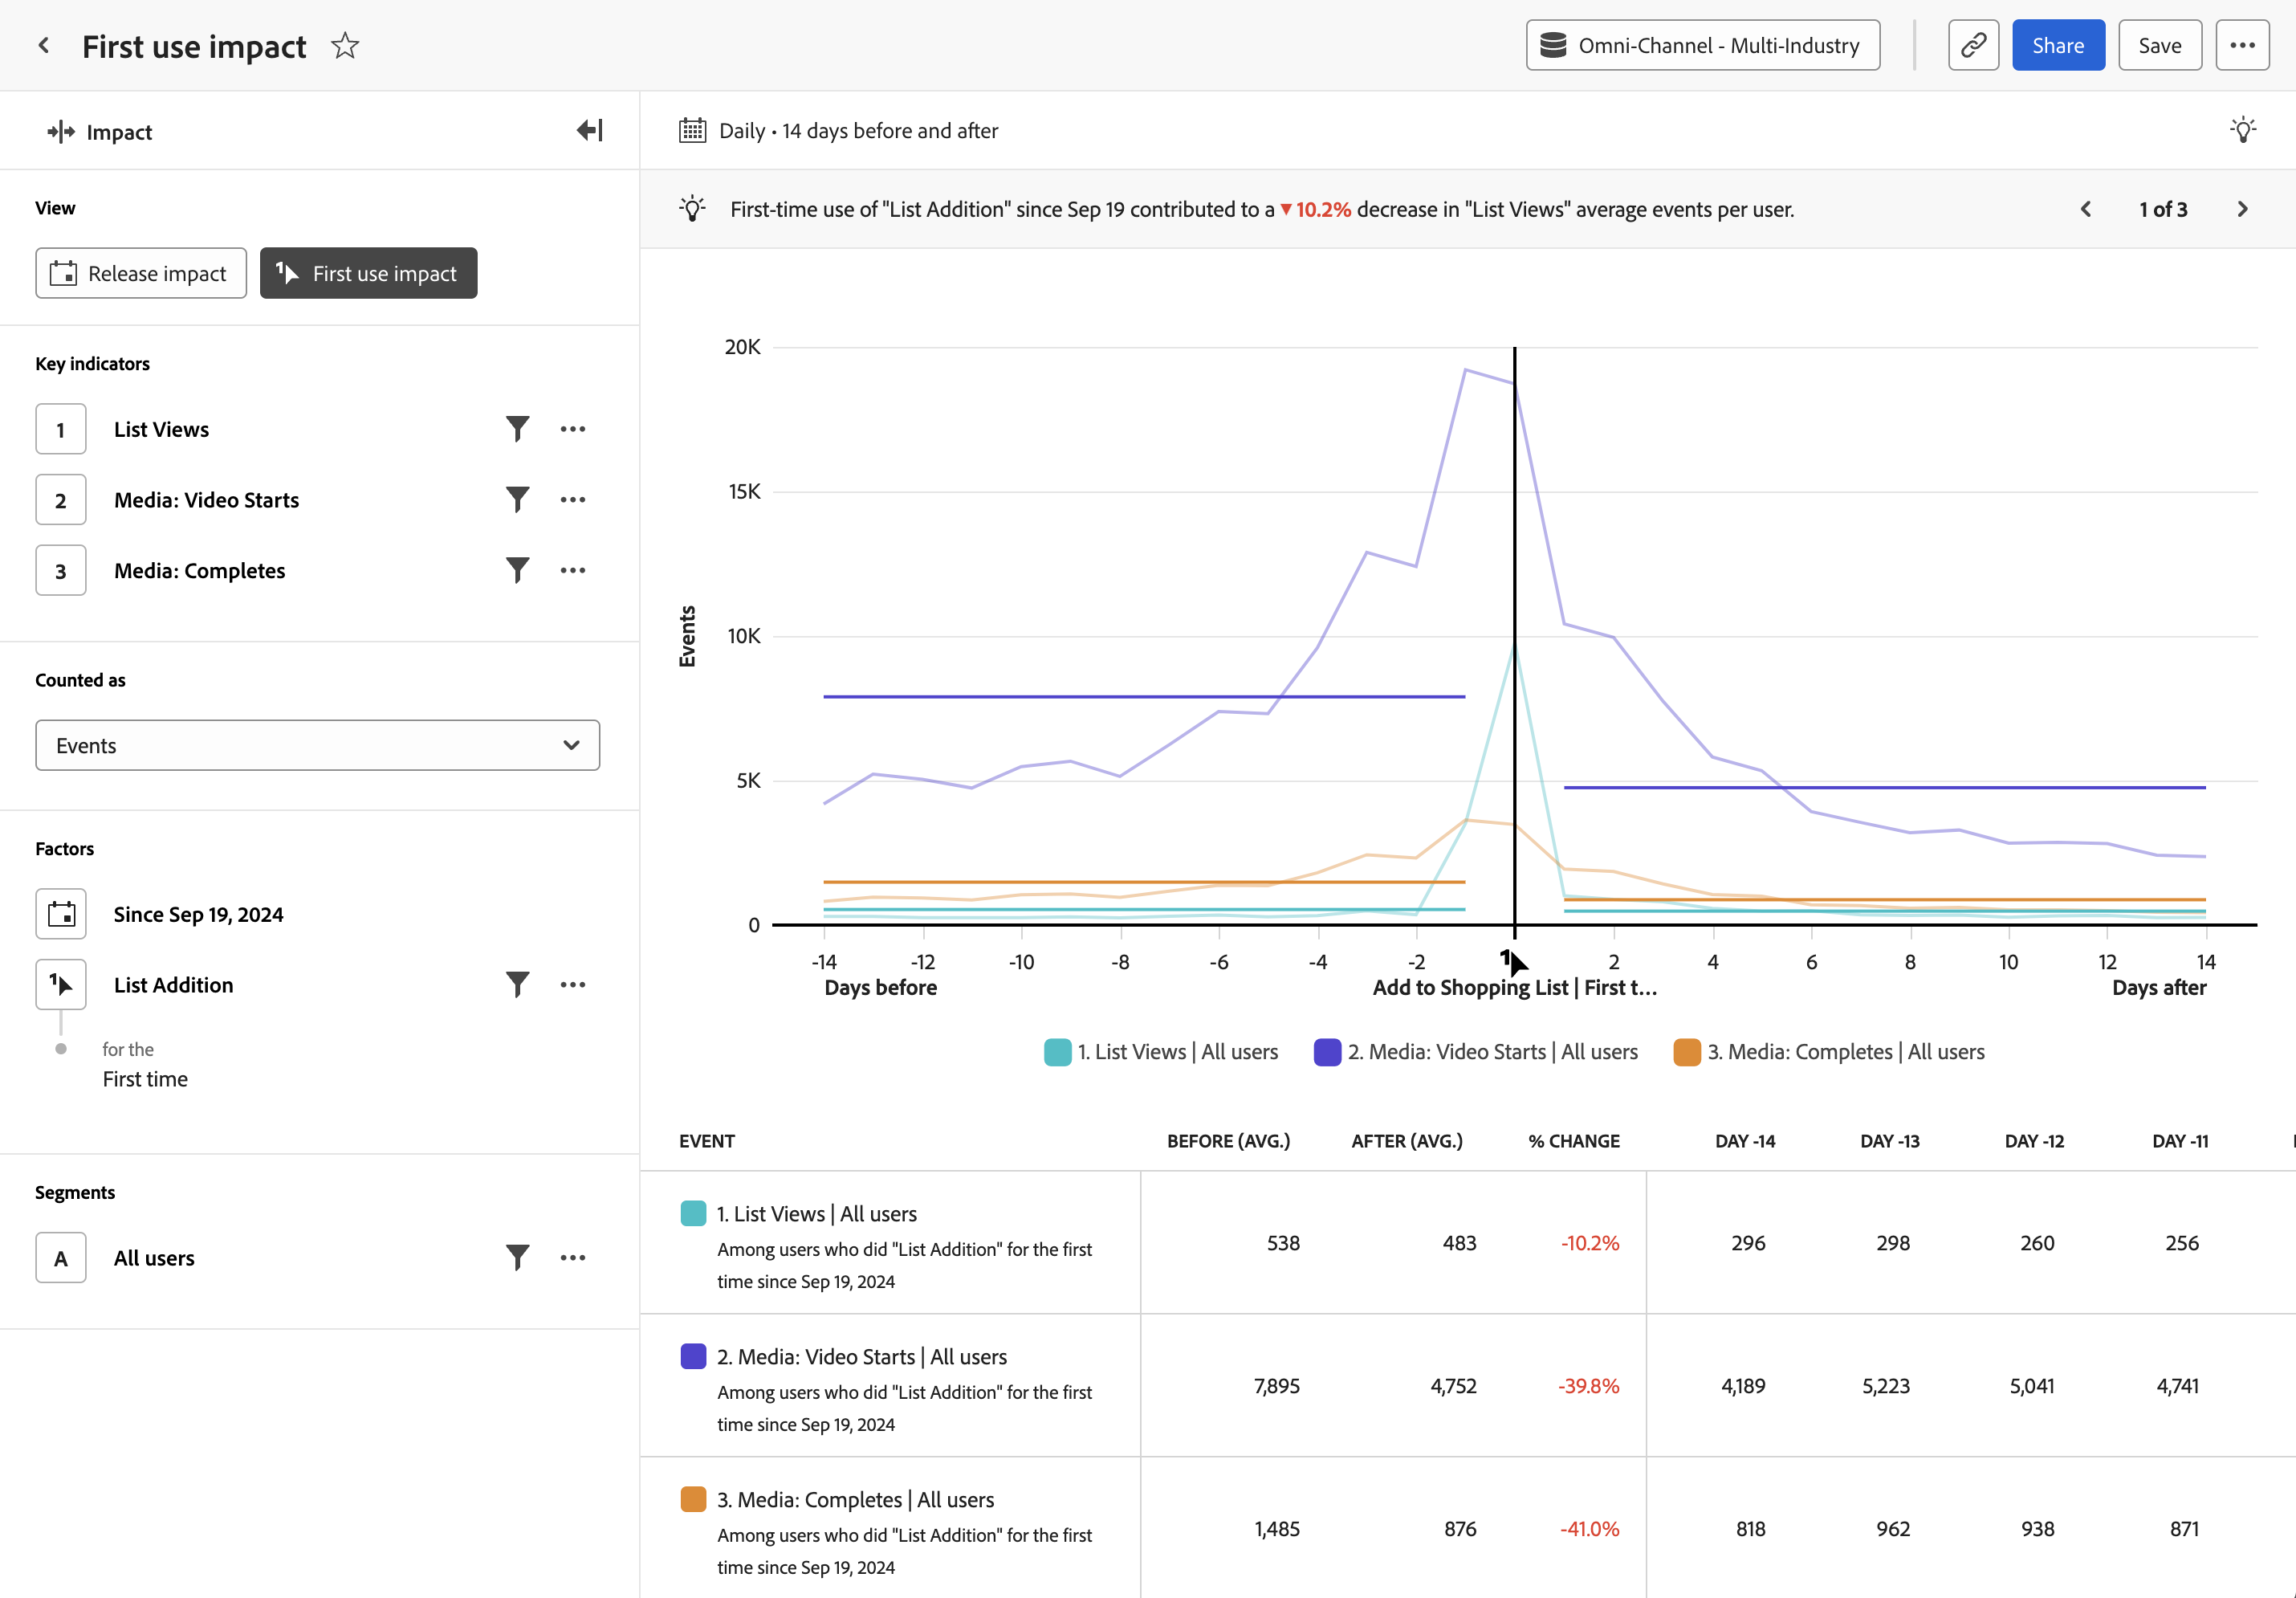 First use impact
Omni-Channel - Multi-Industry
Share
Save
Impact
Daily • 14 days before and after
View
First-time use of "List Addition" since Sep 19 contributed to a ▼10.2% decrease in "List Views" average events per user.
1 of 3
Release impact
First use impact
Key indicators
1
List Views
2
Media: Video Starts
3
Media: Completes
Counted as
Events
Factors
Since Sep 19, 2024
1
List Addition
for the
First time
Segments
A
All users
Events
20K
15K
10K
5K
0
-14 -12 -10 -8 -6 -4 -2 1 2 4 6 8 10 12 14
Days before
Add to Shopping List | First t...
Days after
1. List Views | All users
2. Media: Video Starts | All users
3. Media: Completes | All users
EVENT BEFORE (AVG.) AFTER (AVG.) % CHANGE DAY -14 DAY -13 DAY -12 DAY -11
1. List Views | All users
Among users who did "List Addition" for the first
time since Sep 19, 2024
538 483 -10.2% 296 298 260 256
2. Media: Video Starts | All users
Among users who did "List Addition" for the first
time since Sep 19, 2024
7,895 4,752 -39.8% 4,189 5,223 5,041 4,741
3. Media: Completes | All users
Among users who did "List Addition" for the first
time since Sep 19, 2024
1,485 876 -41.0% 818 962 938 871